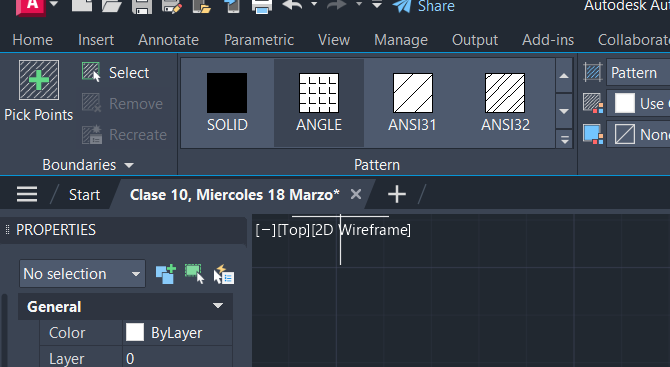 A
Share
Autodesk Aut
Home Insert Annotate Parametric View Manage Output Add-ins Collaborat
Pick Points
Select
Remove
Recreate
Boundaries
SOLID ANGLE ANSI31 ANSI32
Pattern
Pattern
Use
None
Start Clase 10, Miercoles 18 Marzo*
PROPERTIES
No selection
General
Color ByLayer
Layer 0
[−][Top][2D Wireframe]